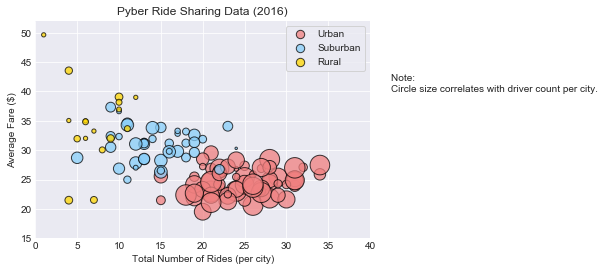 Pyber Ride Sharing Data (2016)
Urban
Suburban
Rural
Note:
Circle size correlates with driver count per city.
Average Fare ($)
50
45
40
35
30
25
20
15
0 5 10 15 20 25 30 35 40
Total Number of Rides (per city)